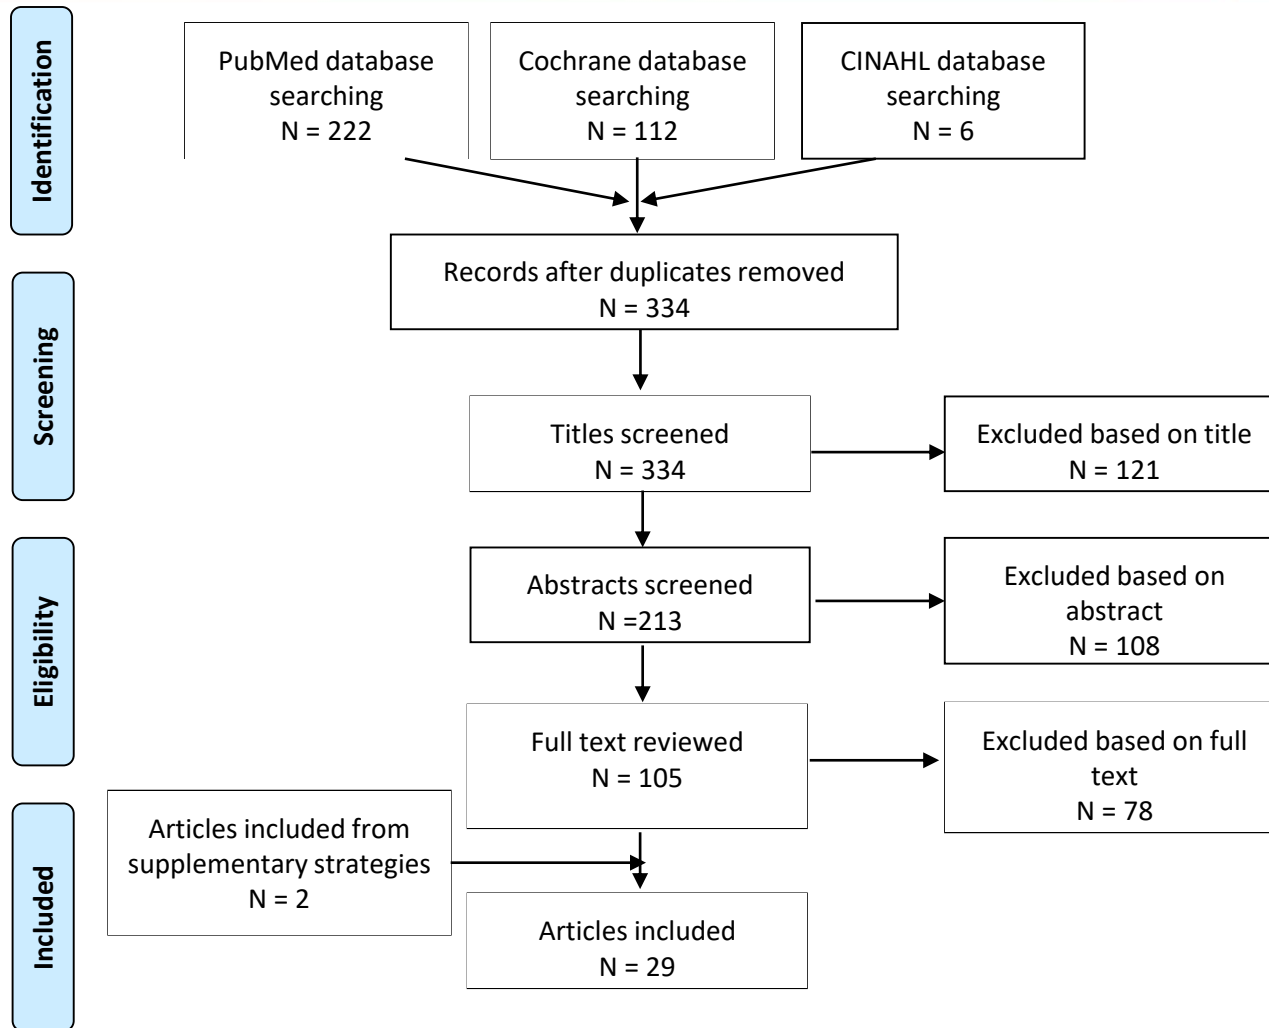 Identification
PubMed database
searching
N = 222
Cochrane database
searching
N = 112
CINAHL database
searching
N = 6
Records after duplicates removed
N = 334
Screening
Titles screened
N = 334
Excluded based on title
N = 121
Eligibility
Abstracts screened
N =213
Excluded based on
abstract
N = 108
Full text reviewed
N = 105
Excluded based on full
text
N = 78
Included
Articles included from
supplementary strategies
N = 2
Articles included
N = 29